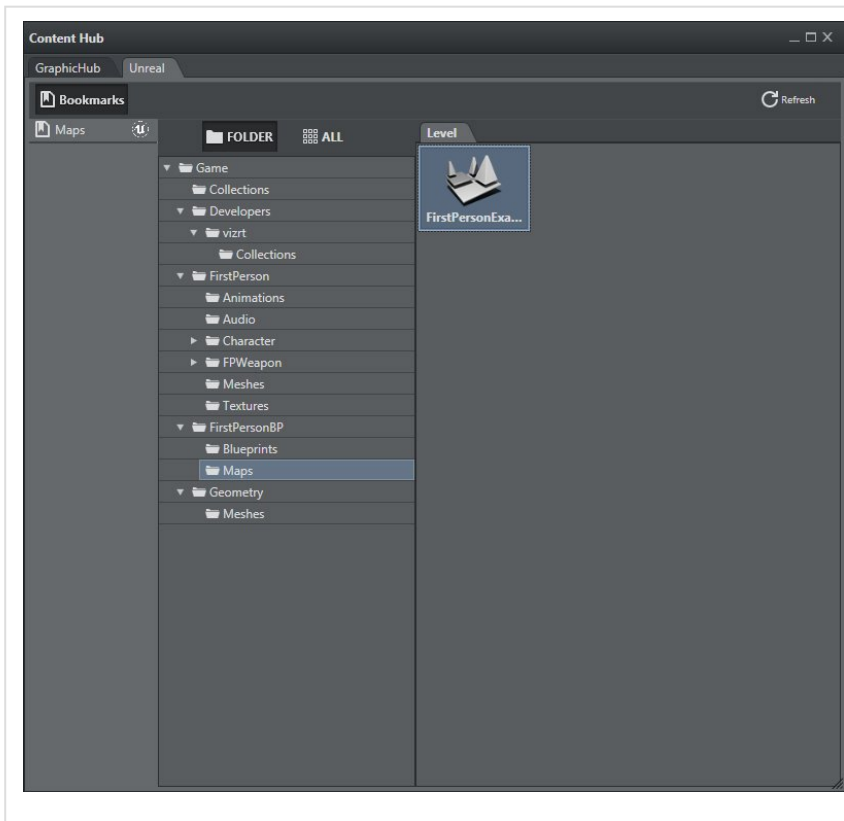 Content Hub
GraphicHub Unreal
Bookmarks Refresh
Maps
FOLDER ALL
Level
Game
Collections
Developers
vizrt
Collections
FirstPerson
Animations
Audio
Character
FPWeapon
Meshes
Textures
FirstPersonBP
Blueprints
Maps
Geometry
Meshes
FirstPersonExa...